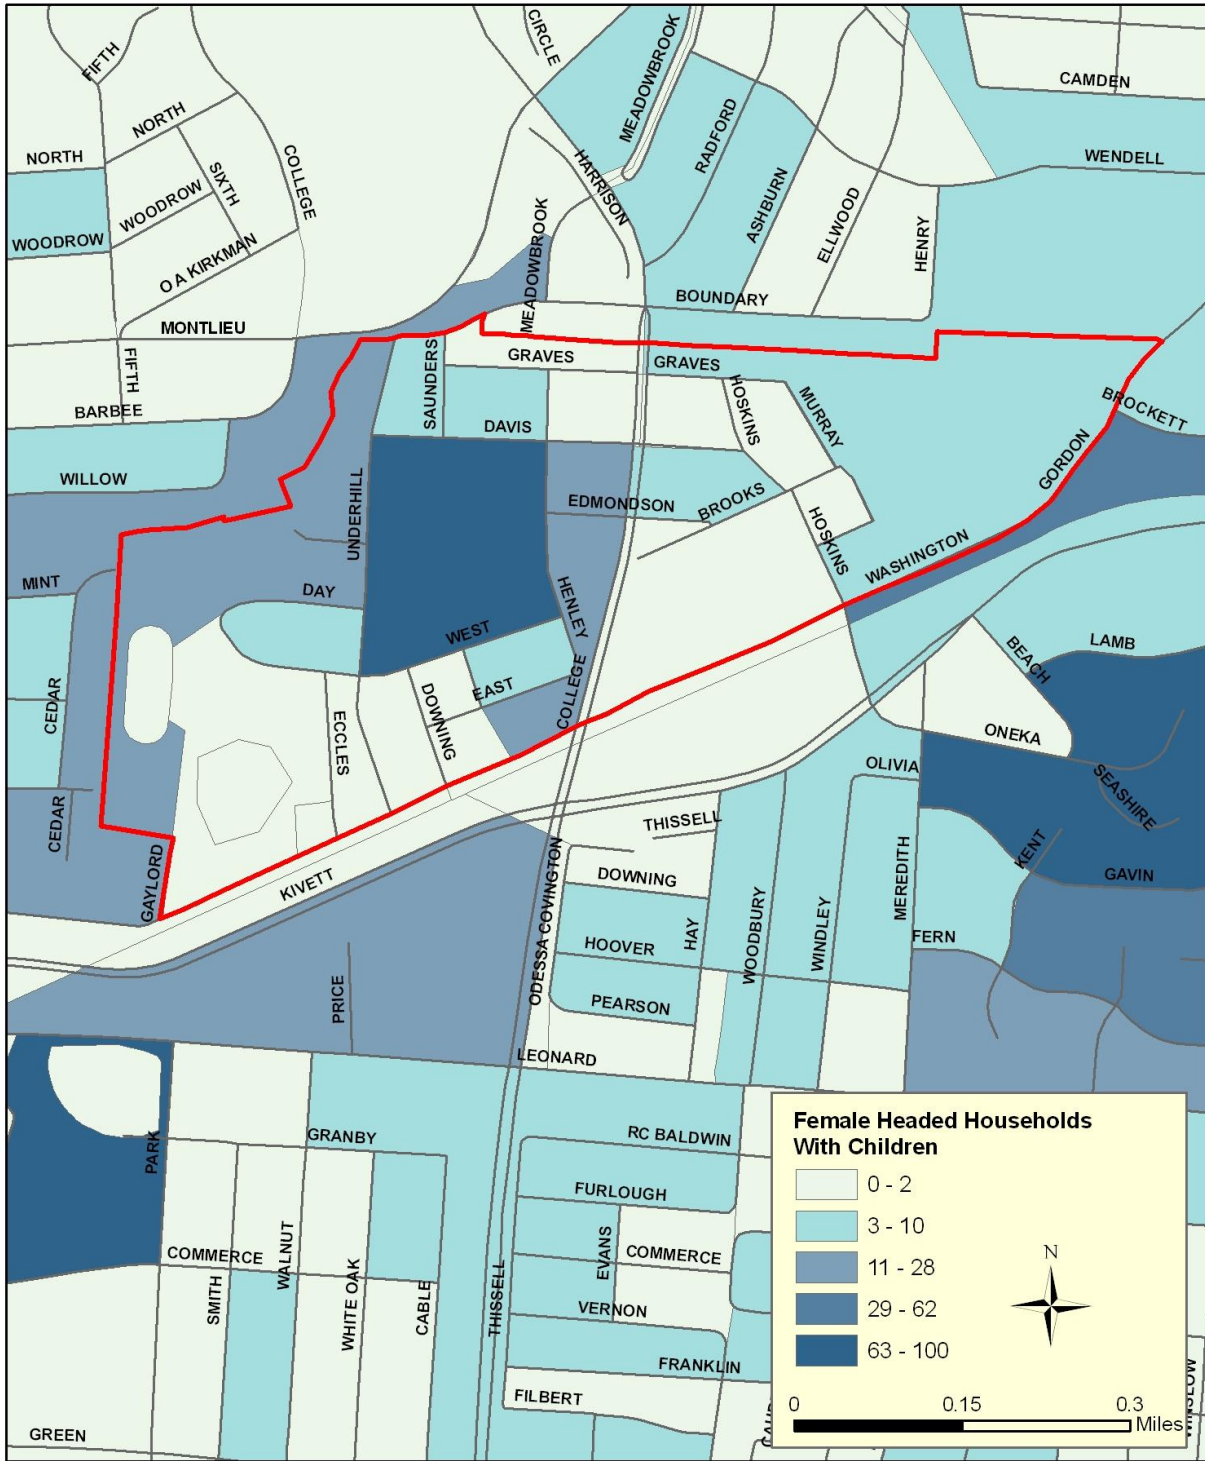 FIFTH
CIRCLE
MEADOWBROOK
CAMDEN
NORTH
NORTH
SIXTH
COLLEGE
HARRISON
RADFORD
WENDELL
WOODROW
WOODROW
O A KIRKMAN
MEADOWBROOK
ASHBURN
ELLWOOD
HENRY
BOUNDARY
MONTLIEU
FIFTH
SAUNDERS
GRAVES
GRAVES
HOSKINS
MURRAY
BROCKETT
BARBEE
DAVIS
GORDON
WILLOW
UNDERHILL
EDMONDSON
BROOKS
HOSKINS
WASHINGTON
MINT
DAY
HENLEY
WEST
BEACH
LAMB
CEDAR
EAST
COLLEGE
ECCLES
DOWNING
ONEKA
OLIVIA
SEASHIRE
CEDAR
THISSELL
KENT
GAYLORD
KIVETT
DOWNING
MEREDITH
GAVIN
ODESSA COVINGTON
HAY
WOODBURY
WINDLEY
FERN
HOOVER
PRICE
PEARSON
LEONARD
PARK
GRANBY
RC BALDWIN
FURLOUGH
COMMERCE
SMITH
WALNUT
WHITE OAK
CABLE
THISSELL
EVANS
COMMERCE
VERNON
FRANKLIN
FILBERT
GREEN
WINSLOW
Female Headed Households
With Children
0 - 2
3 - 10
11 - 28
29 - 62
63 - 100
N
0 0.15 0.3
Miles